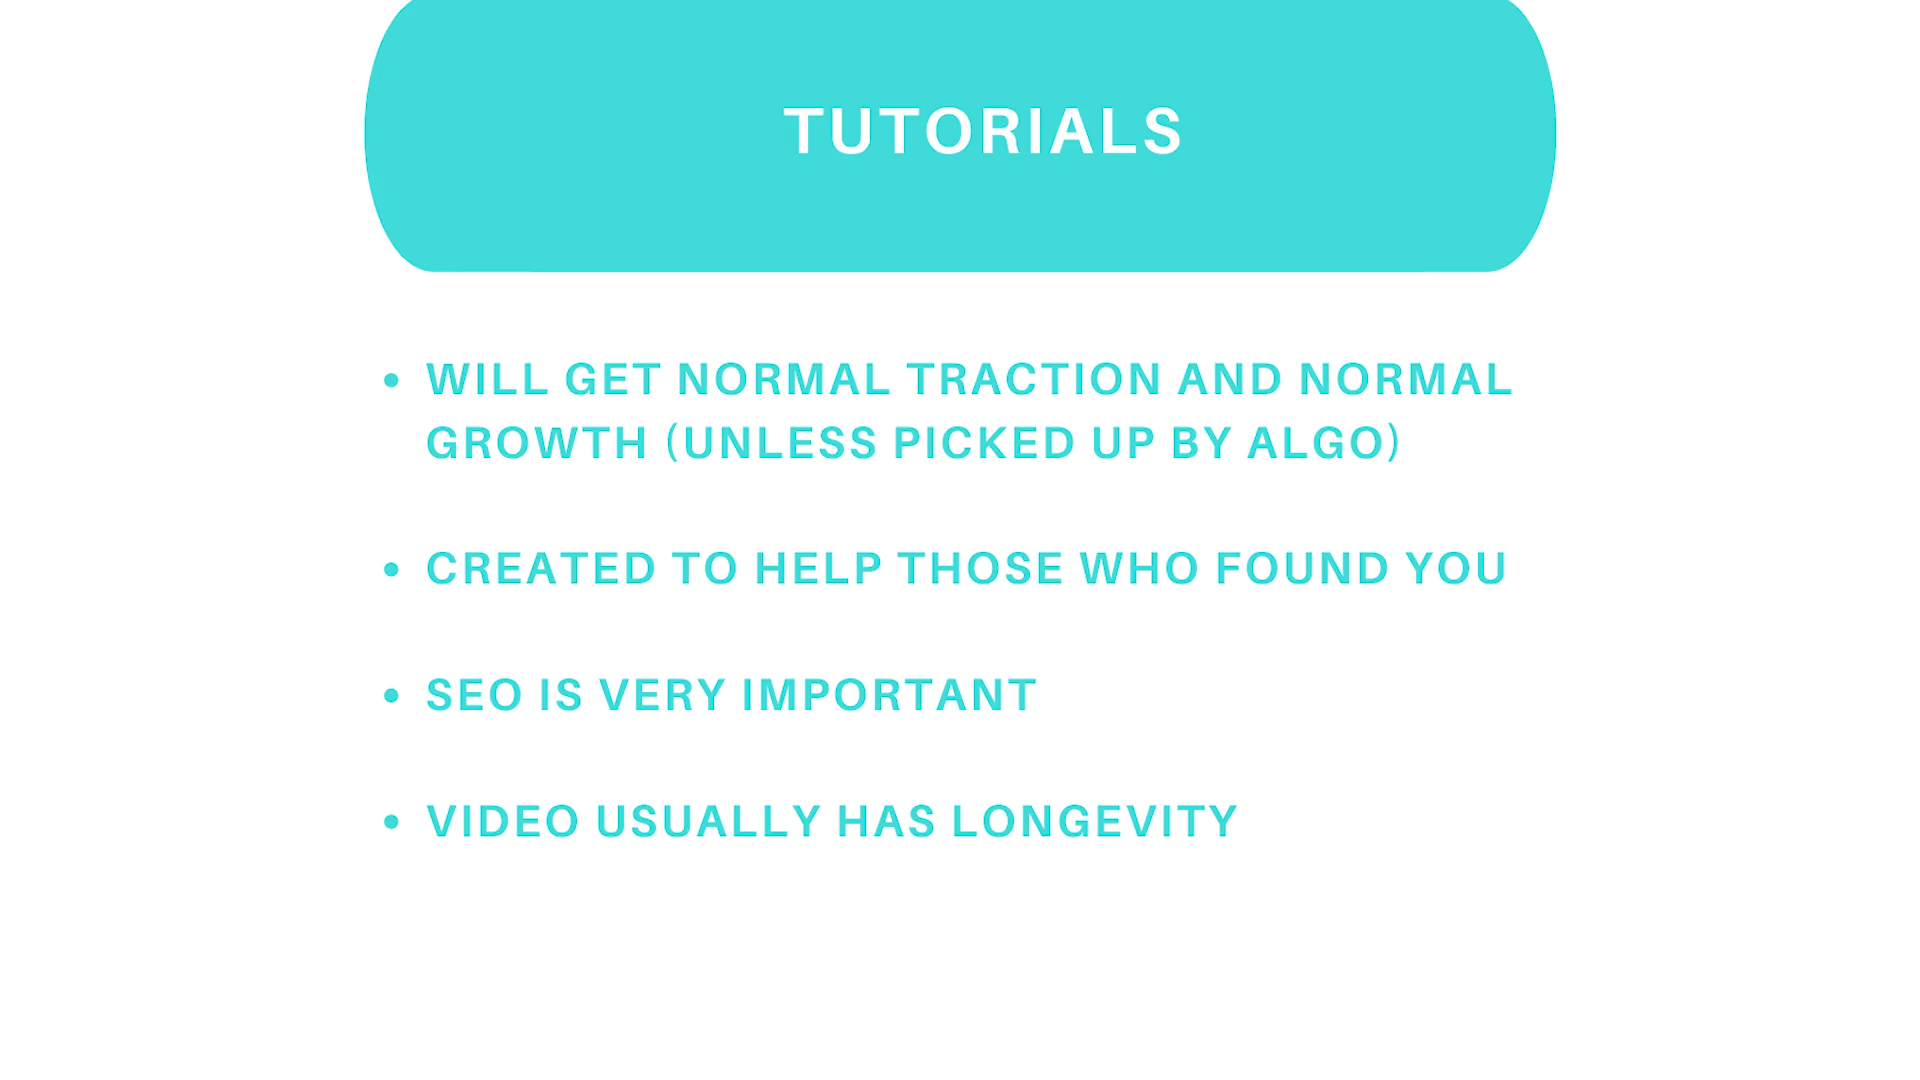 TUTORIALS
• WILL GET NORMAL TRACTION AND NORMAL
GROWTH (UNLESS PICKED UP BY ALGO)
• CREATED TO HELP THOSE WHO FOUND YOU
• SEO IS VERY IMPORTANT
• VIDEO USUALLY HAS LONGEVITY